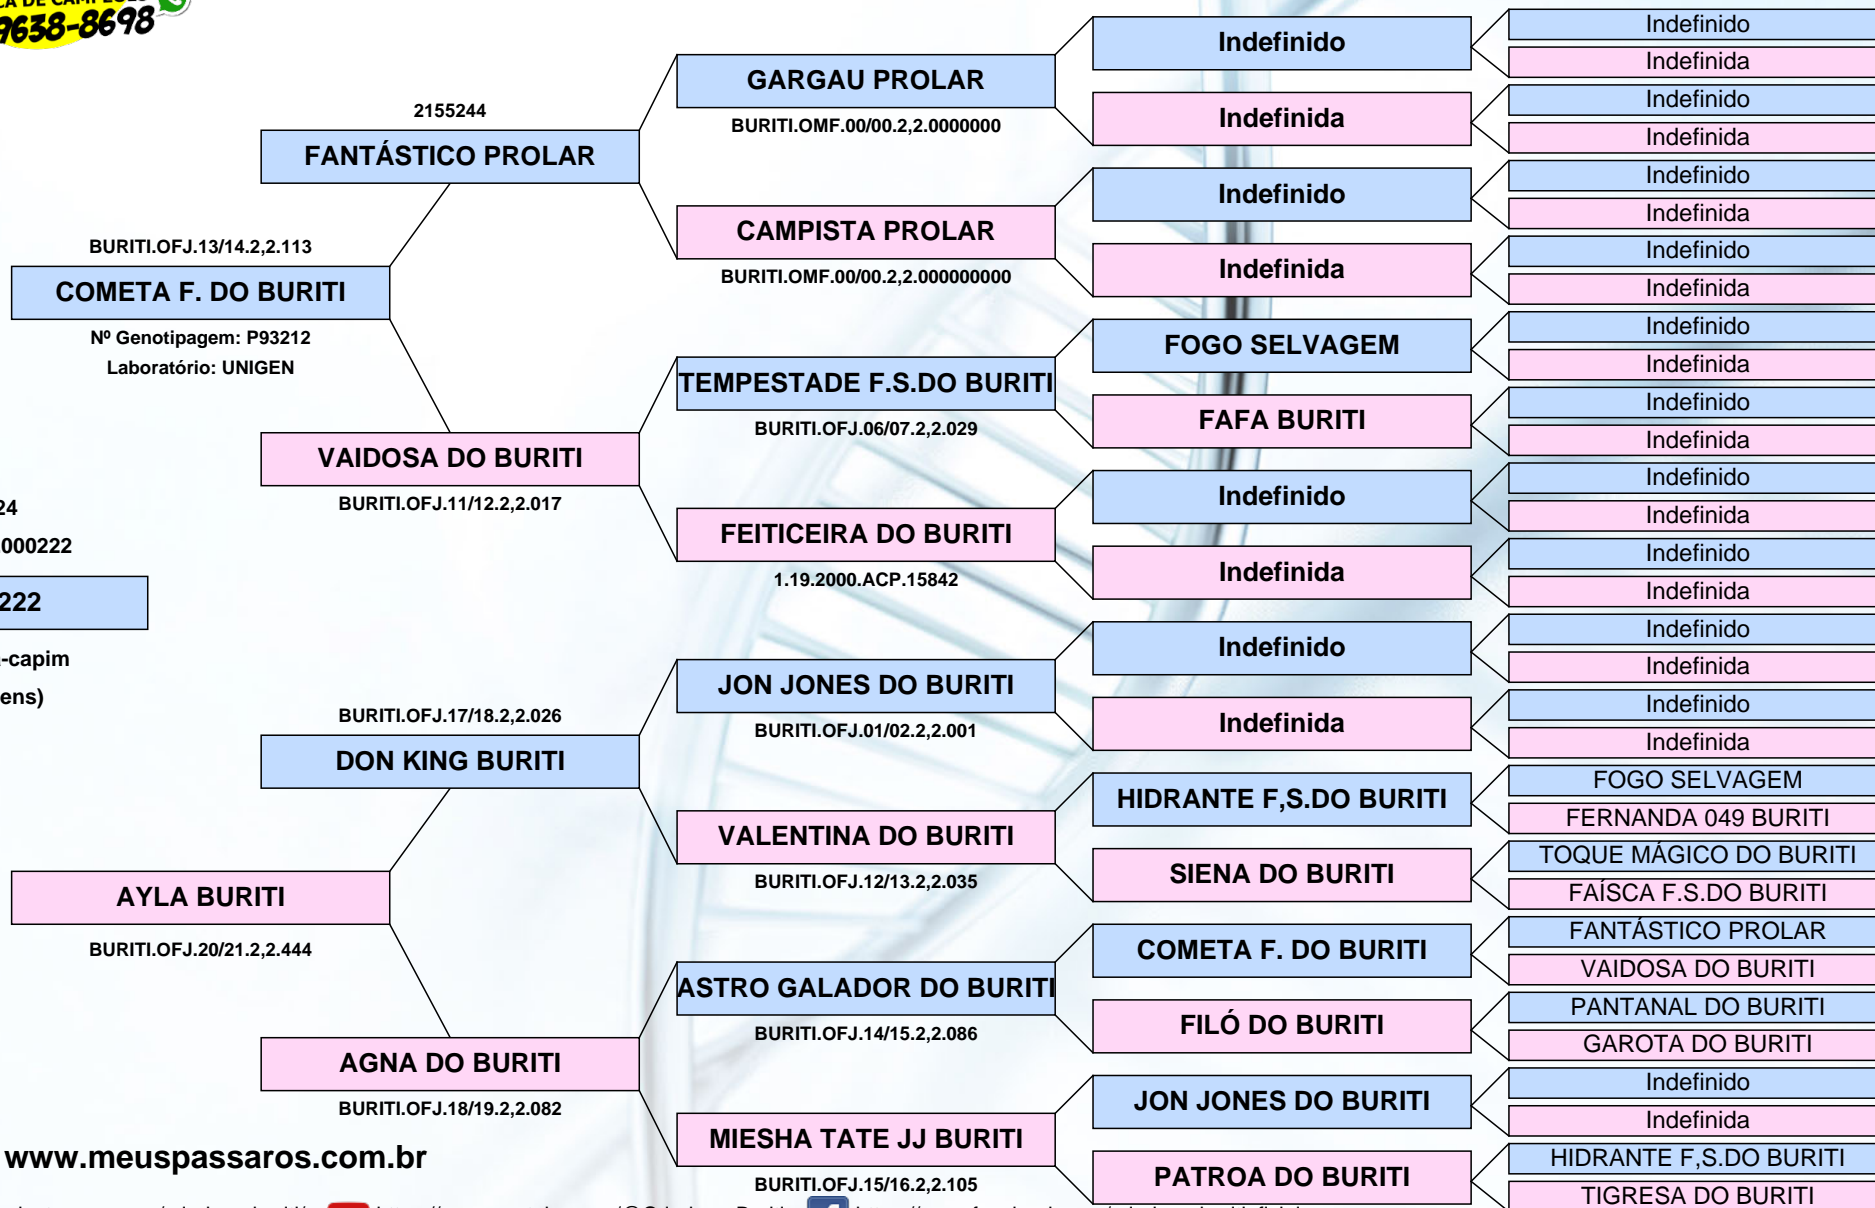 9638-8698
24
000222
222
-capim
ens)
BURITI.OFJ.13/14.2,2.113
COMETA F. DO BURITI
Nº Genotipagem: P93212
Laboratório: UNIGEN
AYLA BURITI
BURITI.OFJ.20/21.2,2.444
2155244
FANTÁSTICO PROLAR
VAIDOSA DO BURITI
BURITI.OFJ.11/12.2,2.017
BURITI.OFJ.17/18.2,2.026
DON KING BURITI
AGNA DO BURITI
BURITI.OFJ.18/19.2,2.082
GARGAU PROLAR
BURITI.OMF.00/00.2,2.0000000
CAMPISTA PROLAR
BURITI.OMF.00/00.2,2.000000000
TEMPESTADE F.S.DO BURITI
BURITI.OFJ.06/07.2,2.029
FEITICEIRA DO BURITI
1.19.2000.ACP.15842
JON JONES DO BURITI
BURITI.OFJ.01/02.2,2.001
VALENTINA DO BURITI
BURITI.OFJ.12/13.2,2.035
ASTRO GALADOR DO BURITI
BURITI.OFJ.14/15.2,2.086
MIESHA TATE JJ BURITI
BURITI.OFJ.15/16.2,2.105
Indefinido
Indefinida
Indefinido
Indefinida
FOGO SELVAGEM
FAFA BURITI
Indefinido
Indefinida
Indefinido
Indefinida
HIDRANTE F,S.DO BURITI
SIENA DO BURITI
COMETA F. DO BURITI
FILÓ DO BURITI
JON JONES DO BURITI
PATROA DO BURITI
Indefinido
Indefinida
Indefinido
Indefinida
Indefinido
Indefinida
Indefinido
Indefinida
Indefinido
Indefinida
Indefinido
Indefinida
Indefinido
Indefinida
Indefinido
Indefinida
Indefinido
Indefinida
Indefinido
Indefinida
FOGO SELVAGEM
FERNANDA 049 BURITI
TOQUE MÁGICO DO BURITI
FAÍSCA F.S.DO BURITI
FANTÁSTICO PROLAR
VAIDOSA DO BURITI
PANTANAL DO BURITI
GAROTA DO BURITI
Indefinido
Indefinida
HIDRANTE F,S.DO BURITI
TIGRESA DO BURITI
www.meuspassaros.com.br